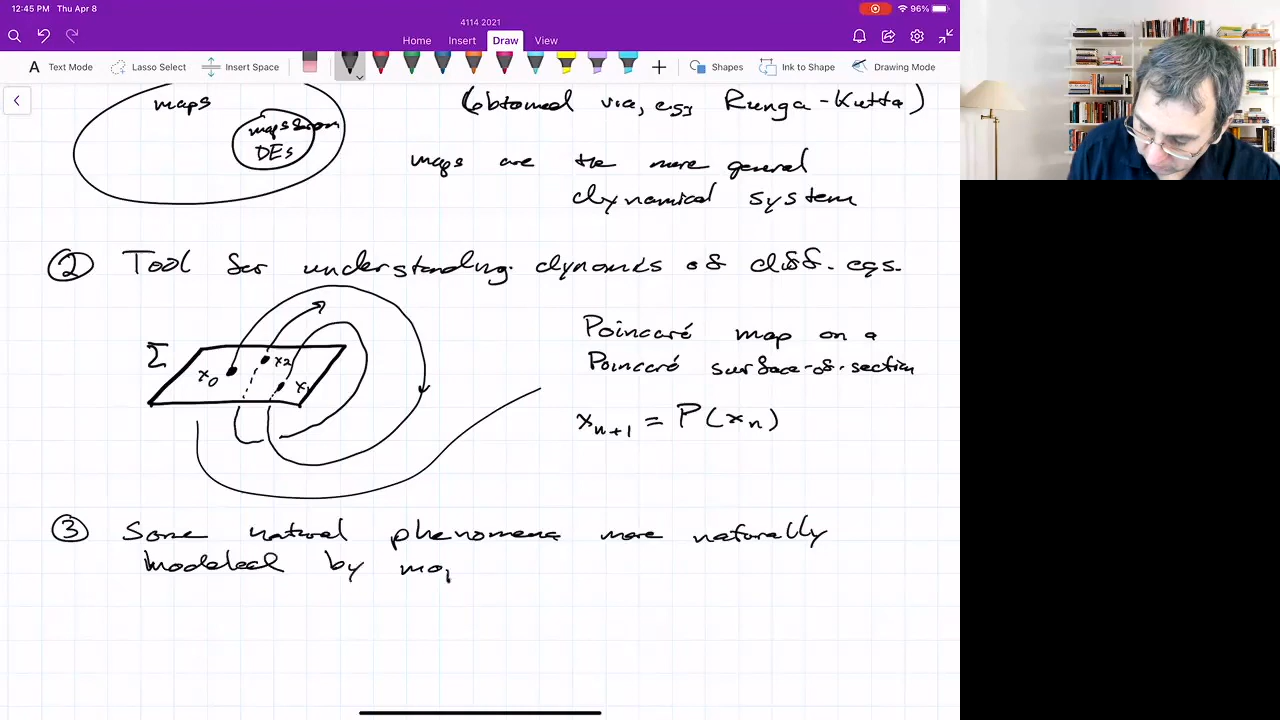 12:45 PM Thu Apr 8
96%
4114 2021
Home Insert Draw View
Text Mode Lasso Select Insert Space Shapes Ink to Shape Drawing Mode
maps
maps from
DEs
(obtained via, e.g., Runga-Kutta)
maps are the more general
dynamical system
② Tool for understanding dynamics of diff. eqs.
Σ
x₀
x₂
x₁
Poincaré map on a
Poincaré surface-of-section
xₙ₊₁ = P(xₙ)
③ Some natural phenomena more naturally
modeled by map